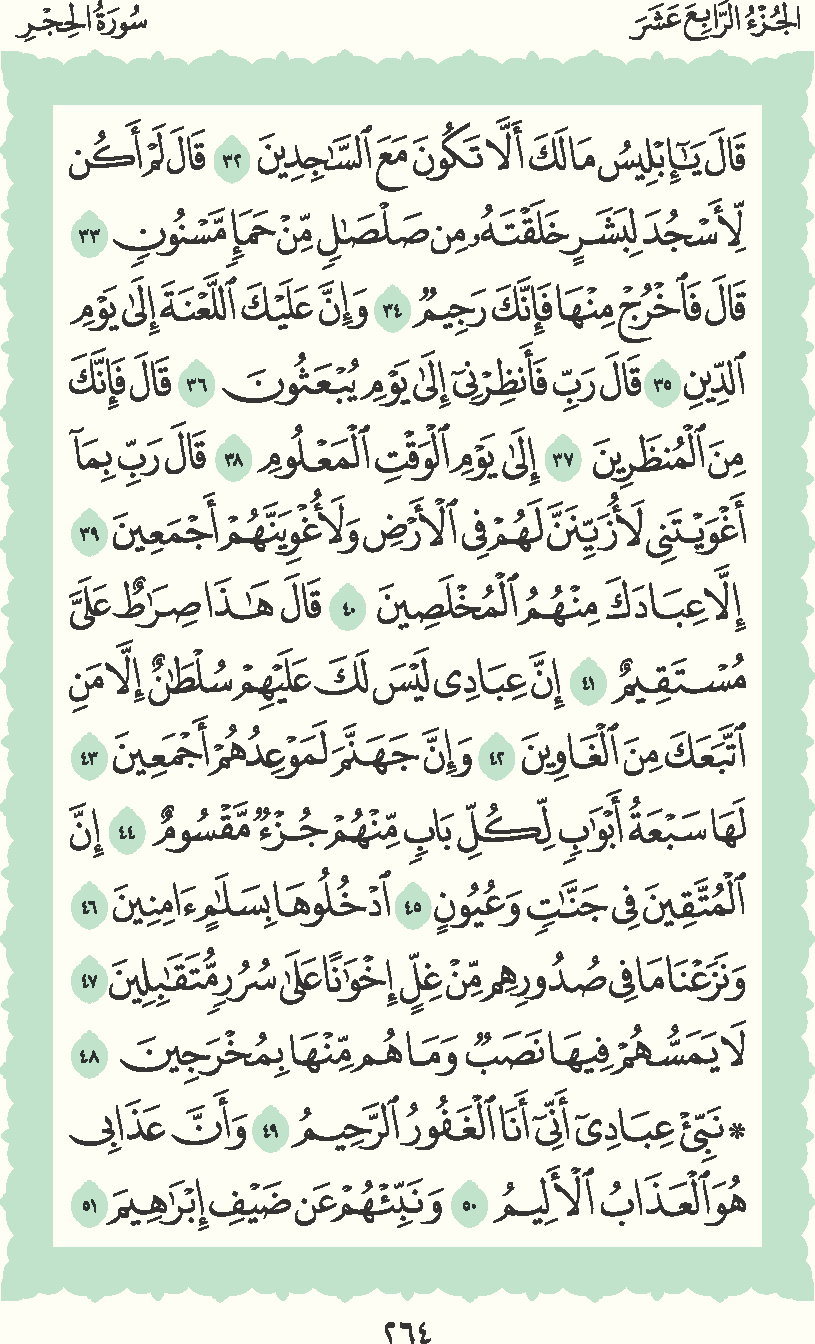 الجُزْءُ الرَّابِعَ عَشَرَ سُورَةُ الحِجْرِ
قَالَ يَـٰٓإِبْلِيسُ مَا لَكَ أَلَّا تَكُونَ مَعَ ٱلسَّـٰجِدِينَ ٣٢ قَالَ لَمْ أَكُن
لِّأَسْجُدَ لِبَشَرٍ خَلَقْتَهُۥ مِن صَلْصَـٰلٍ مِّنْ حَمَإٍ مَّسْنُونٍ ٣٣
قَالَ فَٱخْرُجْ مِنْهَا فَإِنَّكَ رَجِيمٌ ٣٤ وَإِنَّ عَلَيْكَ ٱللَّعْنَةَ إِلَىٰ يَوْمِ
ٱلدِّينِ ٣٥ قَالَ رَبِّ فَأَنظِرْنِىٓ إِلَىٰ يَوْمِ يُبْعَثُونَ ٣٦ قَالَ فَإِنَّكَ
مِنَ ٱلْمُنظَرِينَ ٣٧ إِلَىٰ يَوْمِ ٱلْوَقْتِ ٱلْمَعْلُومِ ٣٨ قَالَ رَبِّ بِمَآ
أَغْوَيْتَنِى لَأُزَيِّنَنَّ لَهُمْ فِى ٱلْأَرْضِ وَلَأُغْوِيَنَّهُمْ أَجْمَعِينَ ٣٩
إِلَّا عِبَادَكَ مِنْهُمُ ٱلْمُخْلَصِينَ ٤٠ قَالَ هَـٰذَا صِرَٰطٌ عَلَىَّ
مُسْتَقِيمٌ ٤١ إِنَّ عِبَادِى لَيْسَ لَكَ عَلَيْهِمْ سُلْطَـٰنٌ إِلَّا مَنِ
ٱتَّبَعَكَ مِنَ ٱلْغَاوِينَ ٤٢ وَإِنَّ جَهَنَّمَ لَمَوْعِدُهُمْ أَجْمَعِينَ ٤٣
لَهَا سَبْعَةُ أَبْوَٰبٍ لِّكُلِّ بَابٍ مِّنْهُمْ جُزْءٌ مَّقْسُومٌ ٤٤ إِنَّ
ٱلْمُتَّقِينَ فِى جَنَّـٰتٍ وَعُيُونٍ ٤٥ ٱدْخُلُوهَا بِسَلَـٰمٍ ءَامِنِينَ ٤٦
وَنَزَعْنَا مَا فِى صُدُورِهِم مِّنْ غِلٍّ إِخْوَٰنًا عَلَىٰ سُرُرٍ مُّتَقَـٰبِلِينَ ٤٧
لَا يَمَسُّهُمْ فِيهَا نَصَبٌ وَمَا هُم مِّنْهَا بِمُخْرَجِينَ ٤٨
* نَبِّئْ عِبَادِىٓ أَنِّىٓ أَنَا ٱلْغَفُورُ ٱلرَّحِيمُ ٤٩ وَأَنَّ عَذَابِى
هُوَ ٱلْعَذَابُ ٱلْأَلِيمُ ٥٠ وَنَبِّئْهُمْ عَن ضَيْفِ إِبْرَٰهِيمَ ٥١
٢٦٤